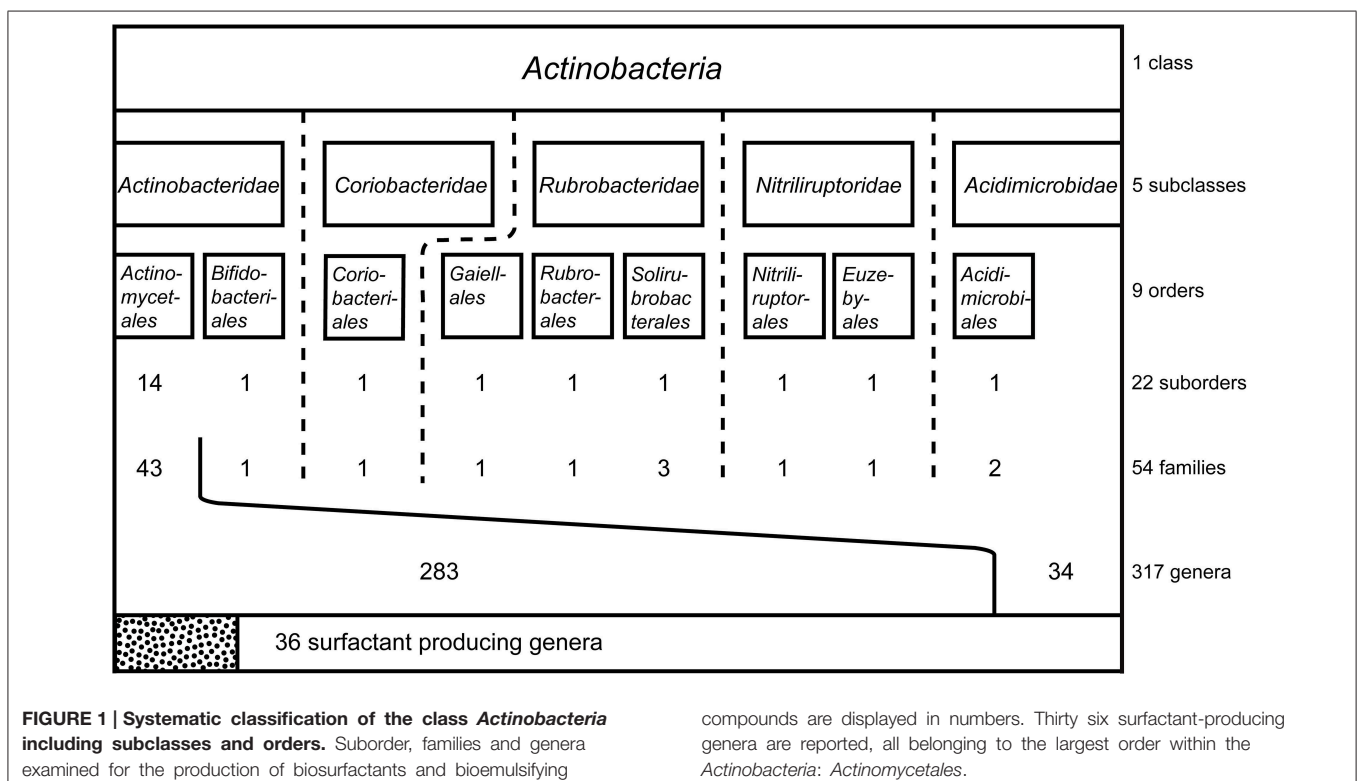 Actinobacteria
1 class
Actinobacteridae
Coriobacteridae
Rubrobacteridae
Nitriliruptoridae
Acidimicrobidae
5 subclasses
Actino-
mycet-
ales
Bifido-
bacteri-
ales
Corio-
bacteri-
ales
Gaiell-
ales
Rubro-
bacter-
ales
Soliru-
brobac
terales
Nitrili-
ruptor-
ales
Euze-
by-
ales
Acidi-
microbi-
ales
9 orders
14 1 1 1 1 1 1 1 1 22 suborders
43 1 1 1 1 3 1 1 2 54 families
283 34 317 genera
36 surfactant producing genera
FIGURE 1 | Systematic classification of the class Actinobacteria
including subclasses and orders. Suborder, families and genera
examined for the production of biosurfactants and bioemulsifying
compounds are displayed in numbers. Thirty six surfactant-producing
genera are reported, all belonging to the largest order within the
Actinobacteria: Actinomycetales.